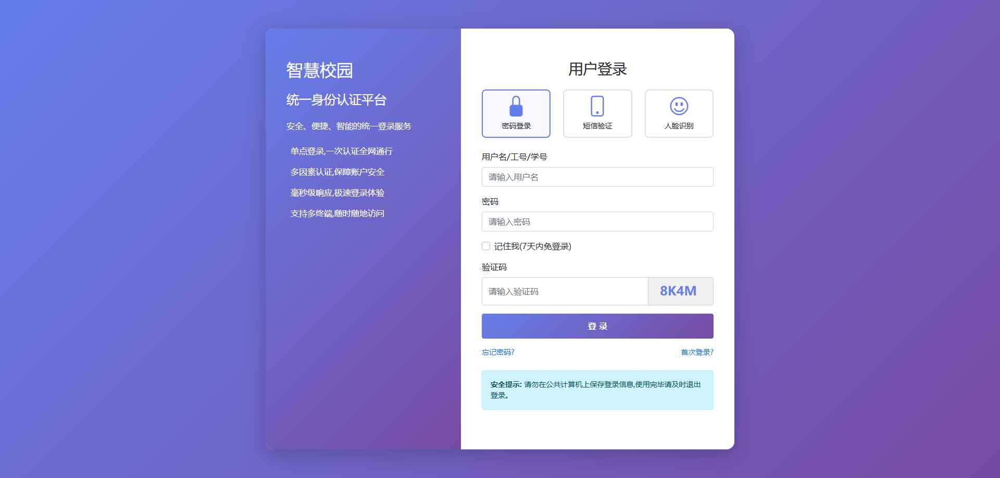 智慧校园
统一身份认证平台
安全、便捷、智能的统一登录服务
单点登录,一次认证全网通行
多因素认证,保障账户安全
毫秒级响应,极速登录体验
支持多终端,随时随地访问
用户登录
密码登录
短信验证
人脸识别
用户名/工号/学号
请输入用户名
密码
请输入密码
记住我(7天内免登录)
验证码
请输入验证码
8K4M
登 录
忘记密码?
首次登录?
安全提示: 请勿在公共计算机上保存登录信息,使用完毕请及时退出
登录。